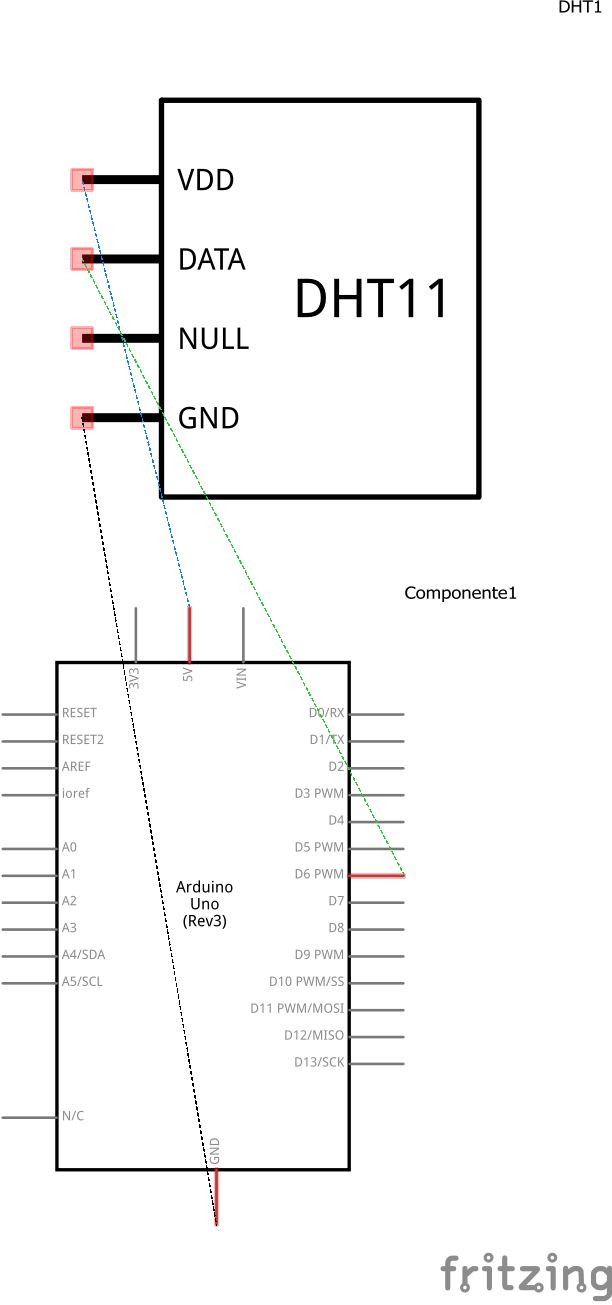 DHT1
VDD
DATA
NULL
GND
DHT11
Componente1
3V3
5V
VIN
RESET
RESET2
AREF
ioref
A0
A1
A2
A3
A4/SDA
A5/SCL
N/C
Arduino
Uno
(Rev3)
D0/RX
D1/TX
D2
D3 PWM
D4
D5 PWM
D6 PWM
D7
D8
D9 PWM
D10 PWM/SS
D11 PWM/MOSI
D12/MISO
D13/SCK
GND
fritzing